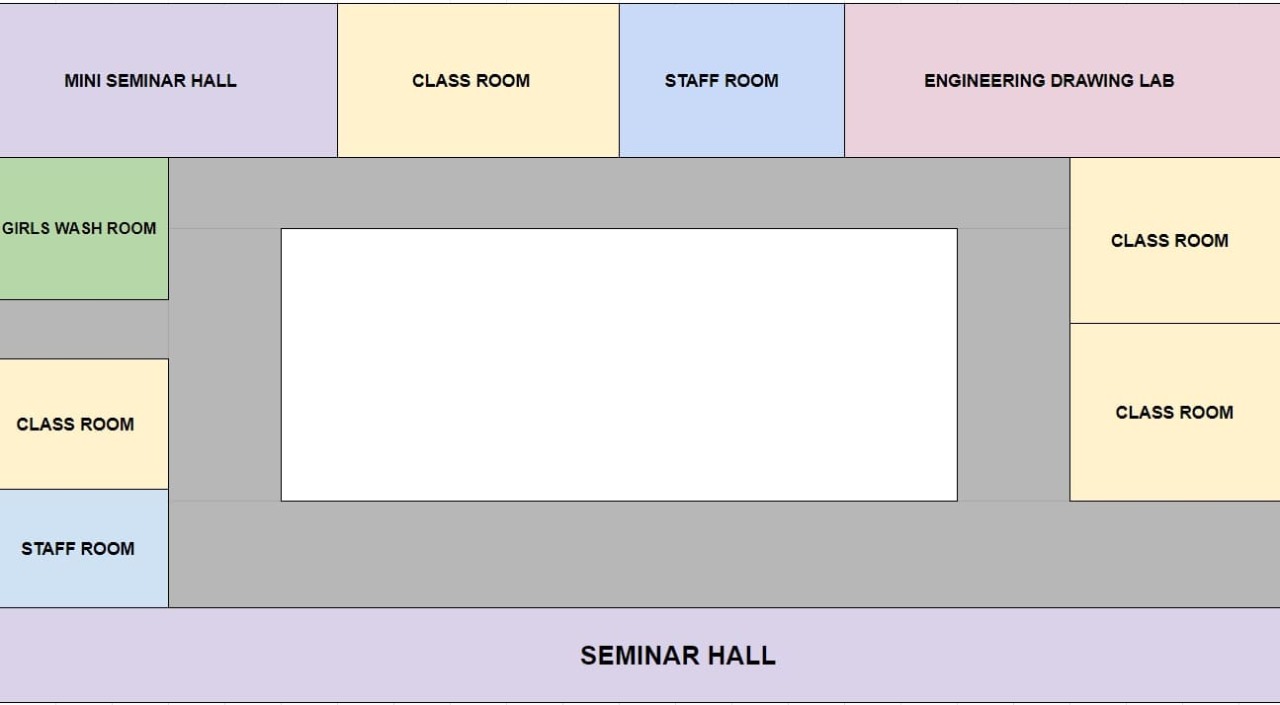 MINI SEMINAR HALL
CLASS ROOM
STAFF ROOM
ENGINEERING DRAWING LAB
GIRLS WASH ROOM
CLASS ROOM
CLASS ROOM
CLASS ROOM
STAFF ROOM
SEMINAR HALL